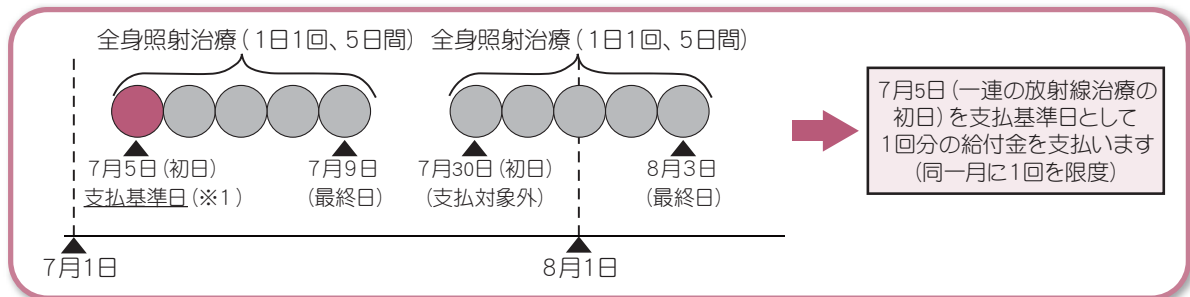 全身照射治療(1日1回、5日間)
全身照射治療(1日1回、5日間)
7月5日(初日)
支払基準日(※1)
7月9日
(最終日)
7月30日(初日)
(支払対象外)
8月3日
(最終日)
7月1日
8月1日
7月5日(一連の放射線治療の
初日)を支払基準日として
1回分の給付金を支払います
(同一月に1回を限度)